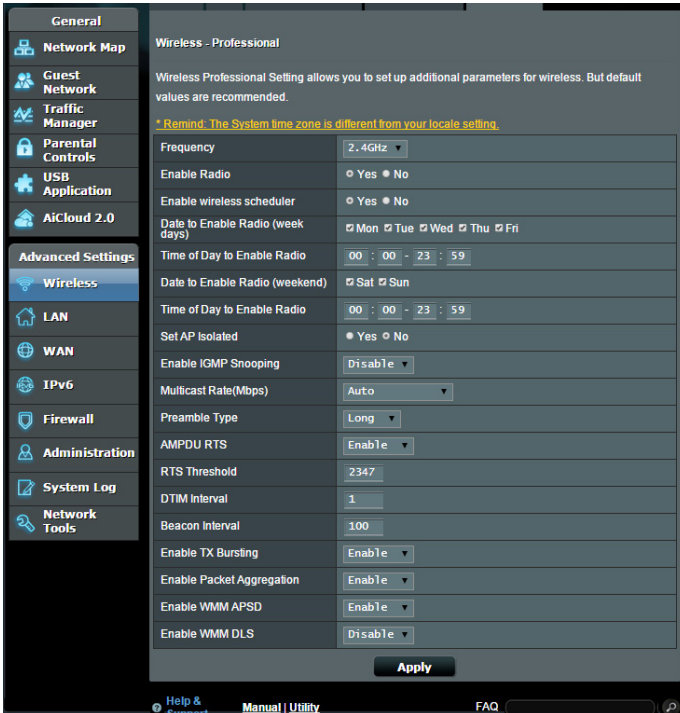 General
Network Map
Guest
Network
Traffic
Manager
Parental
Controls
USB
Application
AiCloud 2.0
Advanced Settings
Wireless
LAN
WAN
IPv6
IPv6
Firewall
Administration
System Log
Network
Tools
Wireless - Professional
Wireless Professional Setting allows you to set up additional parameters for wireless. But default
values are recommended.
* Remind: The System time zone is different from your locale setting.
Frequency 2.4GHz
Enable Radio Yes No
Enable wireless scheduler Yes No
Date to Enable Radio (week
days) Mon Tue Wed Thu Fri
Time of Day to Enable Radio 00 : 00 - 23 : 59
Date to Enable Radio (weekend) Sat Sun
Time of Day to Enable Radio 00 : 00 - 23 : 59
Set AP Isolated Yes No
Enable IGMP Snooping Disable
Multicast Rate(Mbps) Auto
Preamble Type Long
AMPDU RTS Enable
RTS Threshold 2347
DTIM Interval 1
Beacon Interval 100
Enable TX Bursting Enable
Enable Packet Aggregation Enable
Enable WMM APSD Enable
Enable WMM DLS Disable
Apply
Help &
Support Manual | Utility FAQ